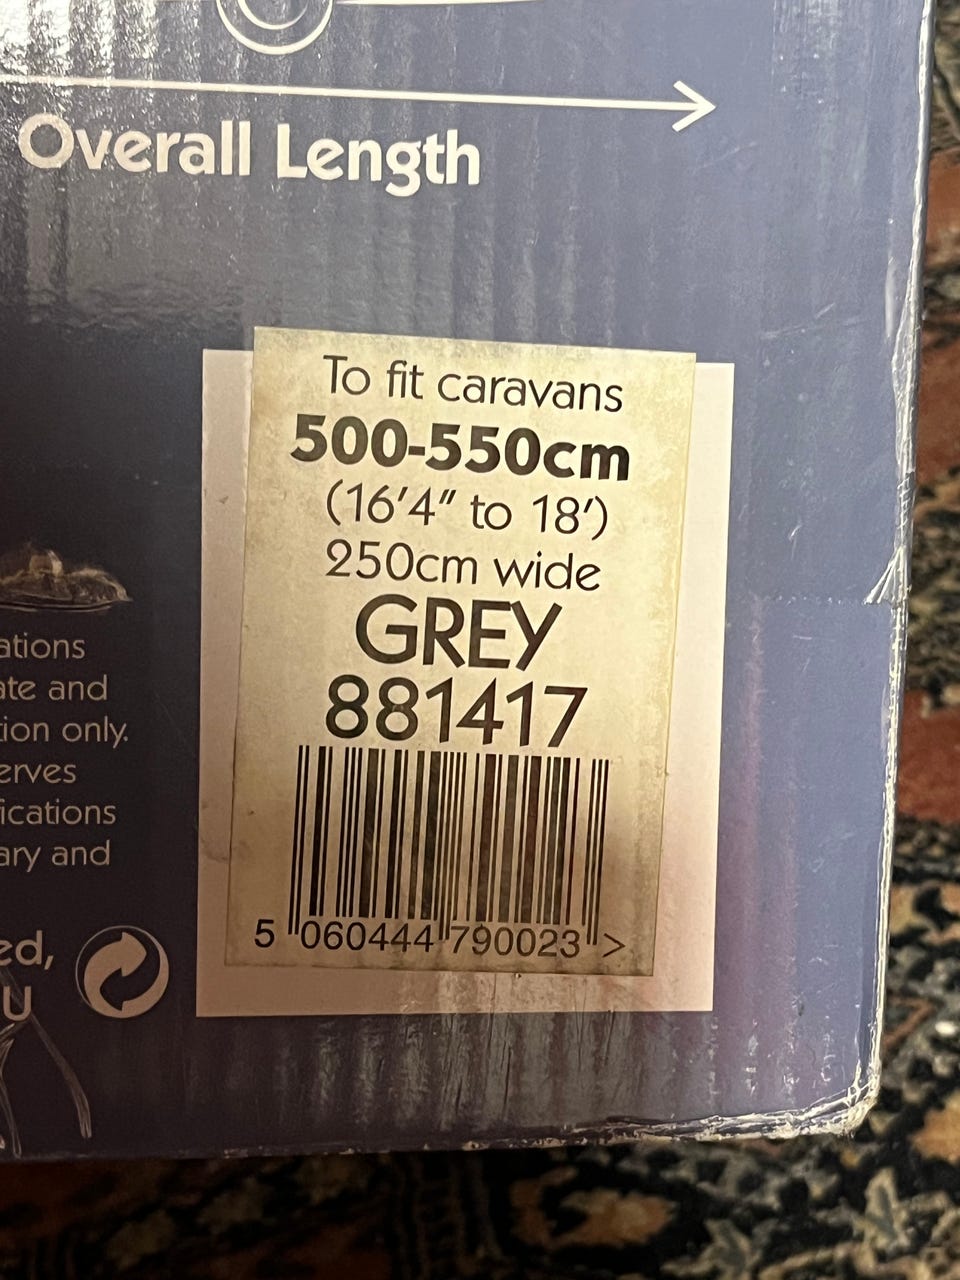 Overall Length
To fit caravans
500-550cm
(16'4" to 18')
250cm wide
GREY
881417
5 060444 790023 >
ations
ate and
tion only.
erves
fications
ary and
ed,
U